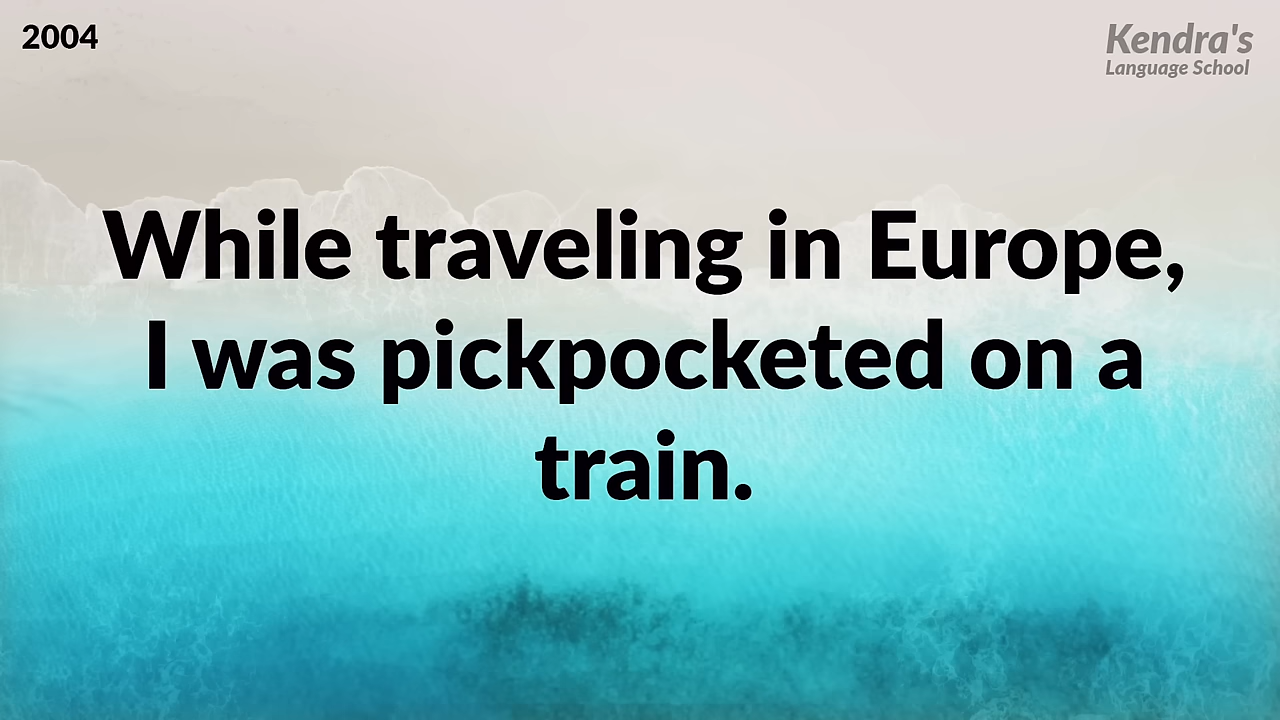 2004
Kendra's
Language School
While traveling in Europe,
I was pickpocketed on a
train.